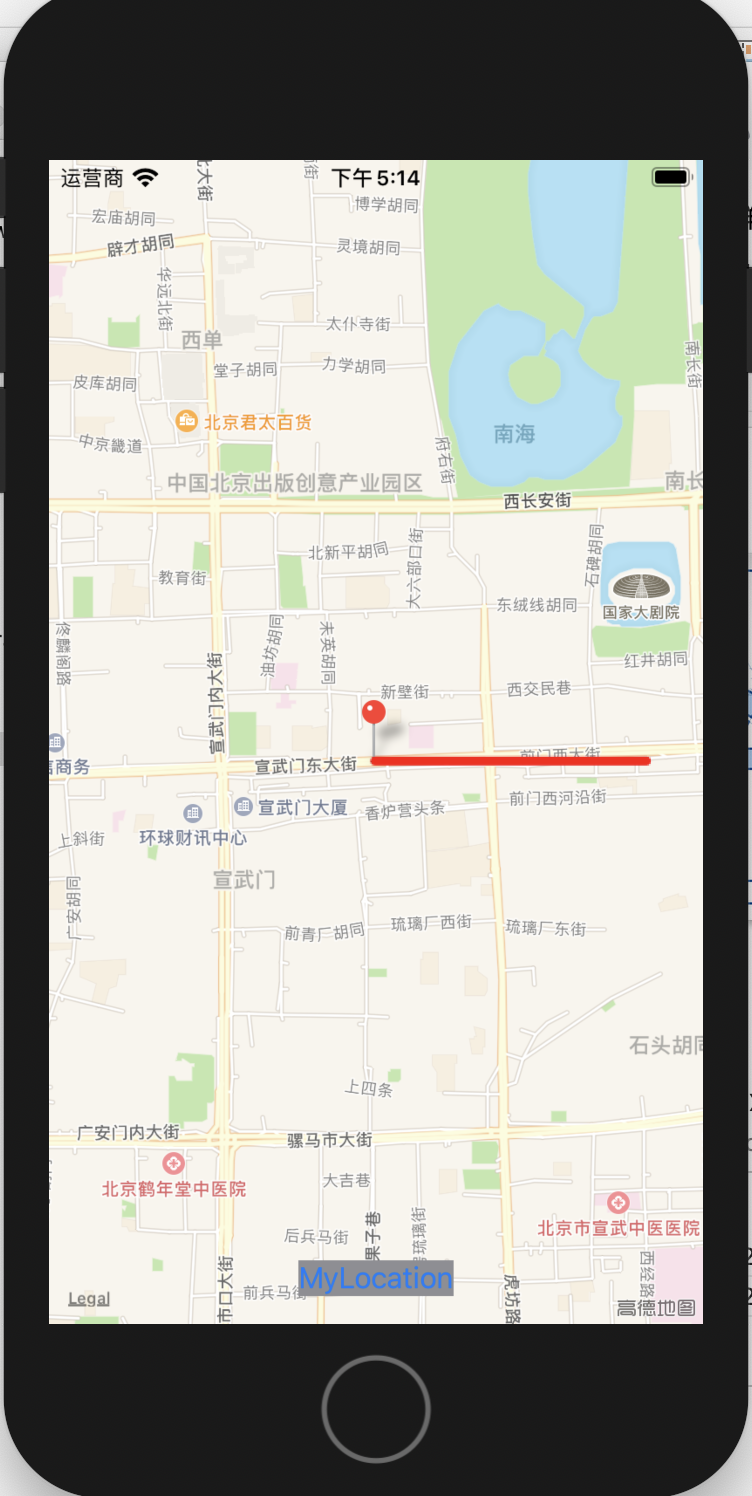 运营商
下午5:14
北大街
街
博学胡同
宏庙胡同
辟才胡同
灵境胡同
华远北街
太仆寺街
西单
南长街
堂子胡同
力学胡同
皮库胡同
北京君太百货
南海
中京畿道
府右街
中国北京出版创意产业园区
南长
西长安街
北新平胡同
大六部口街
石碑胡同
教育街
东绒线胡同
国家大剧院
佟麟阁路
油坊胡同
未英胡同
红井胡同
宣武门内大街
新壁街
西交民巷
前门西大街
信商务
宣武门东大街
宣武门大厦
香炉营头条
前门西河沿街
上斜街
环球财讯中心
宣武门
广安胡同
前青厂胡同
琉璃厂西街
琉璃厂东街
石头胡同
上四条
广安门内大街
骡马市大街
北京鹤年堂中医院
大吉巷
北京市宣武中医医院
后兵马街
果子巷
琉璃街
西经路
MyLocation
Legal
前兵马街
市口大街
虎坊路
高德地图